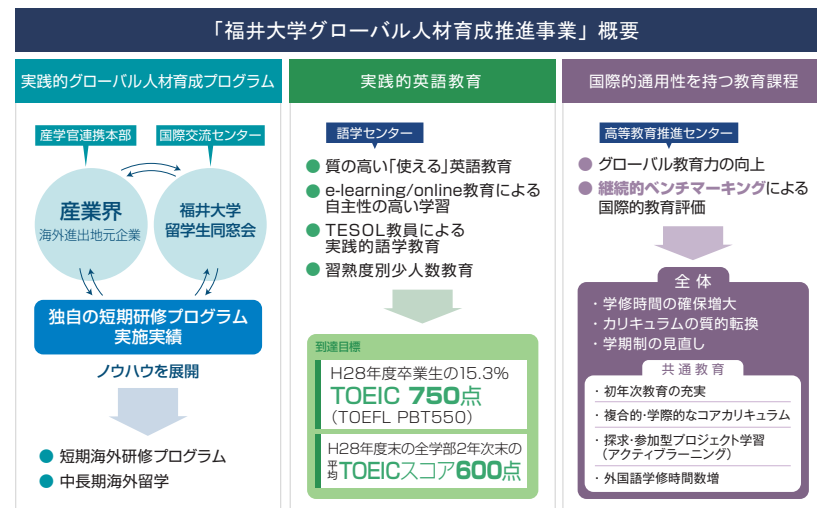 「福井大学グローバル人材育成推進事業」概要
実践的グローバル人材育成プログラム
産学官連携本部
国際交流センター
産業界
海外進出地元企業
福井大学
留学生同窓会
独自の短期研修プログラム
実施実績
ノウハウを展開
● 短期海外研修プログラム
● 中長期海外留学
実践的英語教育
語学センター
● 質の高い「使える」英語教育
● e-learning/online教育による
自主性の高い学習
● TESOL教員による
実践的語学教育
● 習熟度別少人数教育
到達目標
H28年度卒業生の15.3%
TOEIC 750点
(TOEFL PBT550)
H28年度末の全学部2年次末の
平均TOEICスコア600点
国際的通用性を持つ教育課程
高等教育推進センター
● グローバル教育力の向上
● 継続的ベンチマーキングによる
国際的教育評価
全体
・学修時間の確保増大
・カリキュラムの質的転換
・学期制の見直し
共通教育
・初年次教育の充実
・複合的・学際的なコアカリキュラム
・探求・参加型プロジェクト学習
(アクティブラーニング)
・外国語学修時間数増